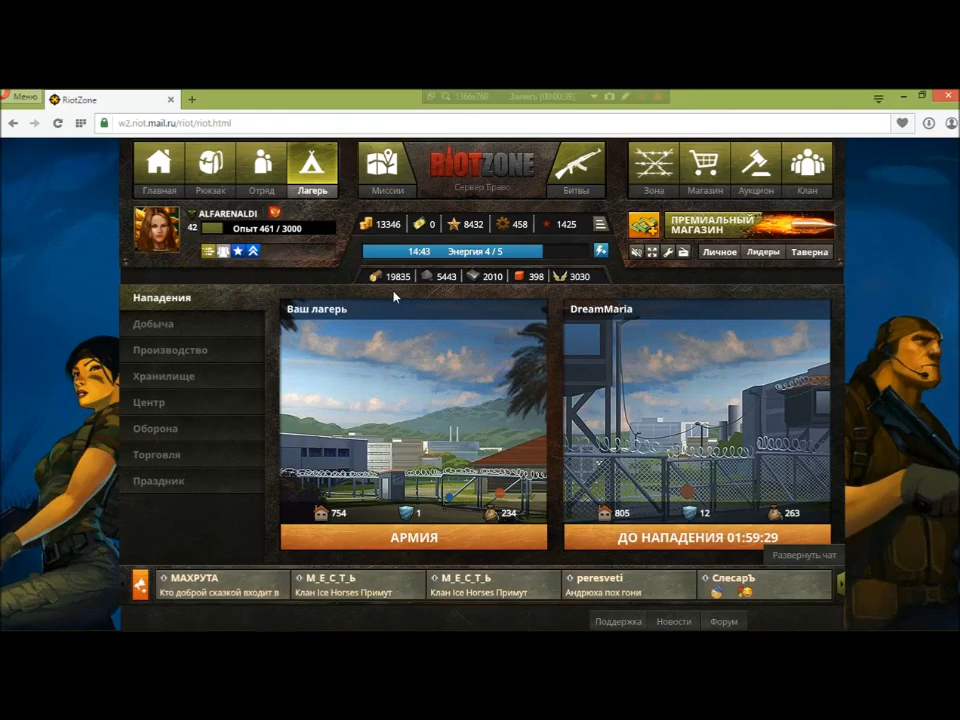 Меню
RiotZone
1366x768 Запись [00:00:39]
w2.riot.mail.ru/riot/riot.html
Главная Рюкзак Отряд Лагерь Миссии RIOTZONE Битвы Зона Магазин Аукцион Клан
Сервер Браво
ALFARENALDI
42 Опыт 461 / 3000
13346 0 8432 458 1425
14:43 Энергия 4 / 5
19835 5443 2010 398 3030
ПРЕМИАЛЬНЫЙ
МАГАЗИН
Личное Лидеры Таверна
Нападения
Добыча
Производство
Хранилище
Центр
Оборона
Торговля
Праздник
Ваш лагерь
754 1 234
АРМИЯ
DreamMaria
805 12 263
ДО НАПАДЕНИЯ 01:59:29
Развернуть чат
МАХРУТА
Кто доброй сказкой входит в
М_Е_С_Т_Ь
Клан Ice Horses Примут
М_Е_С_Т_Ь
Клан Ice Horses Примут
peresveti
Андрюха пох гони
СлесарЪ
Поддержка Новости Форум